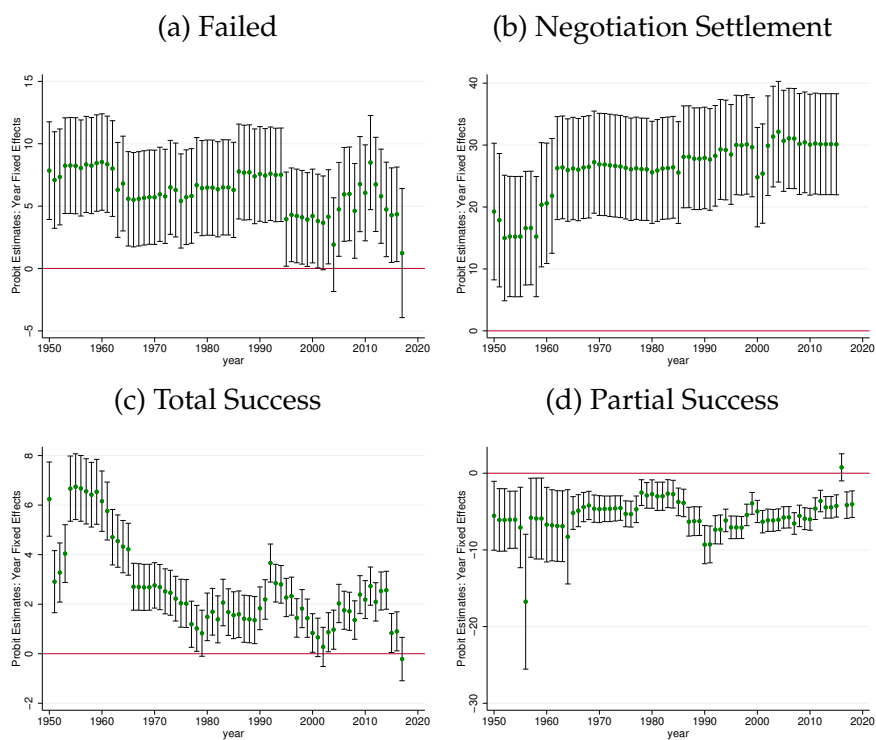 (a) Failed
Probit Estimates: Year Fixed Effects
15
10
5
0
-5
1950 1960 1970 1980 1990 2000 2010 2020
year
(b) Negotiation Settlement
Probit Estimates: Year Fixed Effects
40
30
20
10
0
1950 1960 1970 1980 1990 2000 2010 2020
year
(c) Total Success
Probit Estimates: Year Fixed Effects
8
6
4
2
0
-2
1950 1960 1970 1980 1990 2000 2010 2020
year
(d) Partial Success
Probit Estimates: Year Fixed Effects
0
-10
-20
-30
1950 1960 1970 1980 1990 2000 2010 2020
year